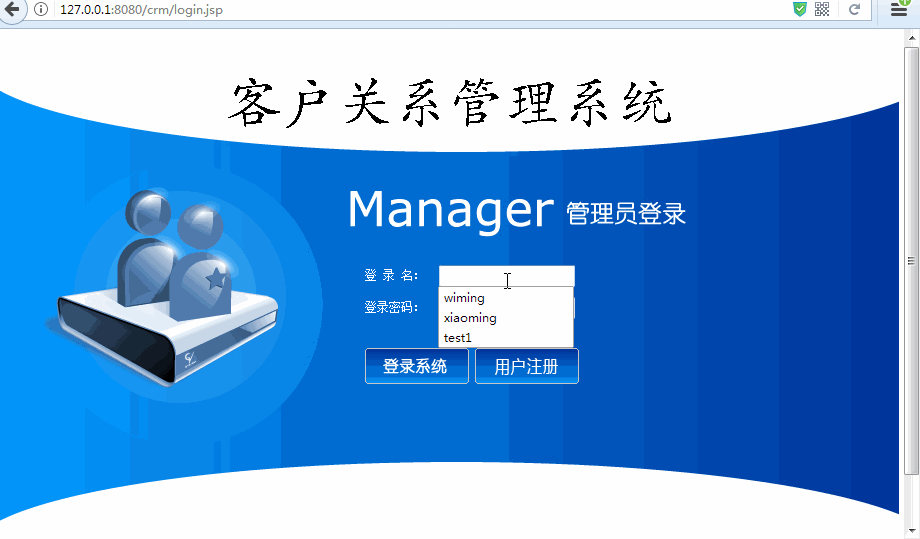 127.0.0.1:8080/crm/login.jsp
客户关系管理系统
Manager 管理员登录
登 录 名：
wiming
登录密码：
xiaoming
test1
登录系统 用户注册